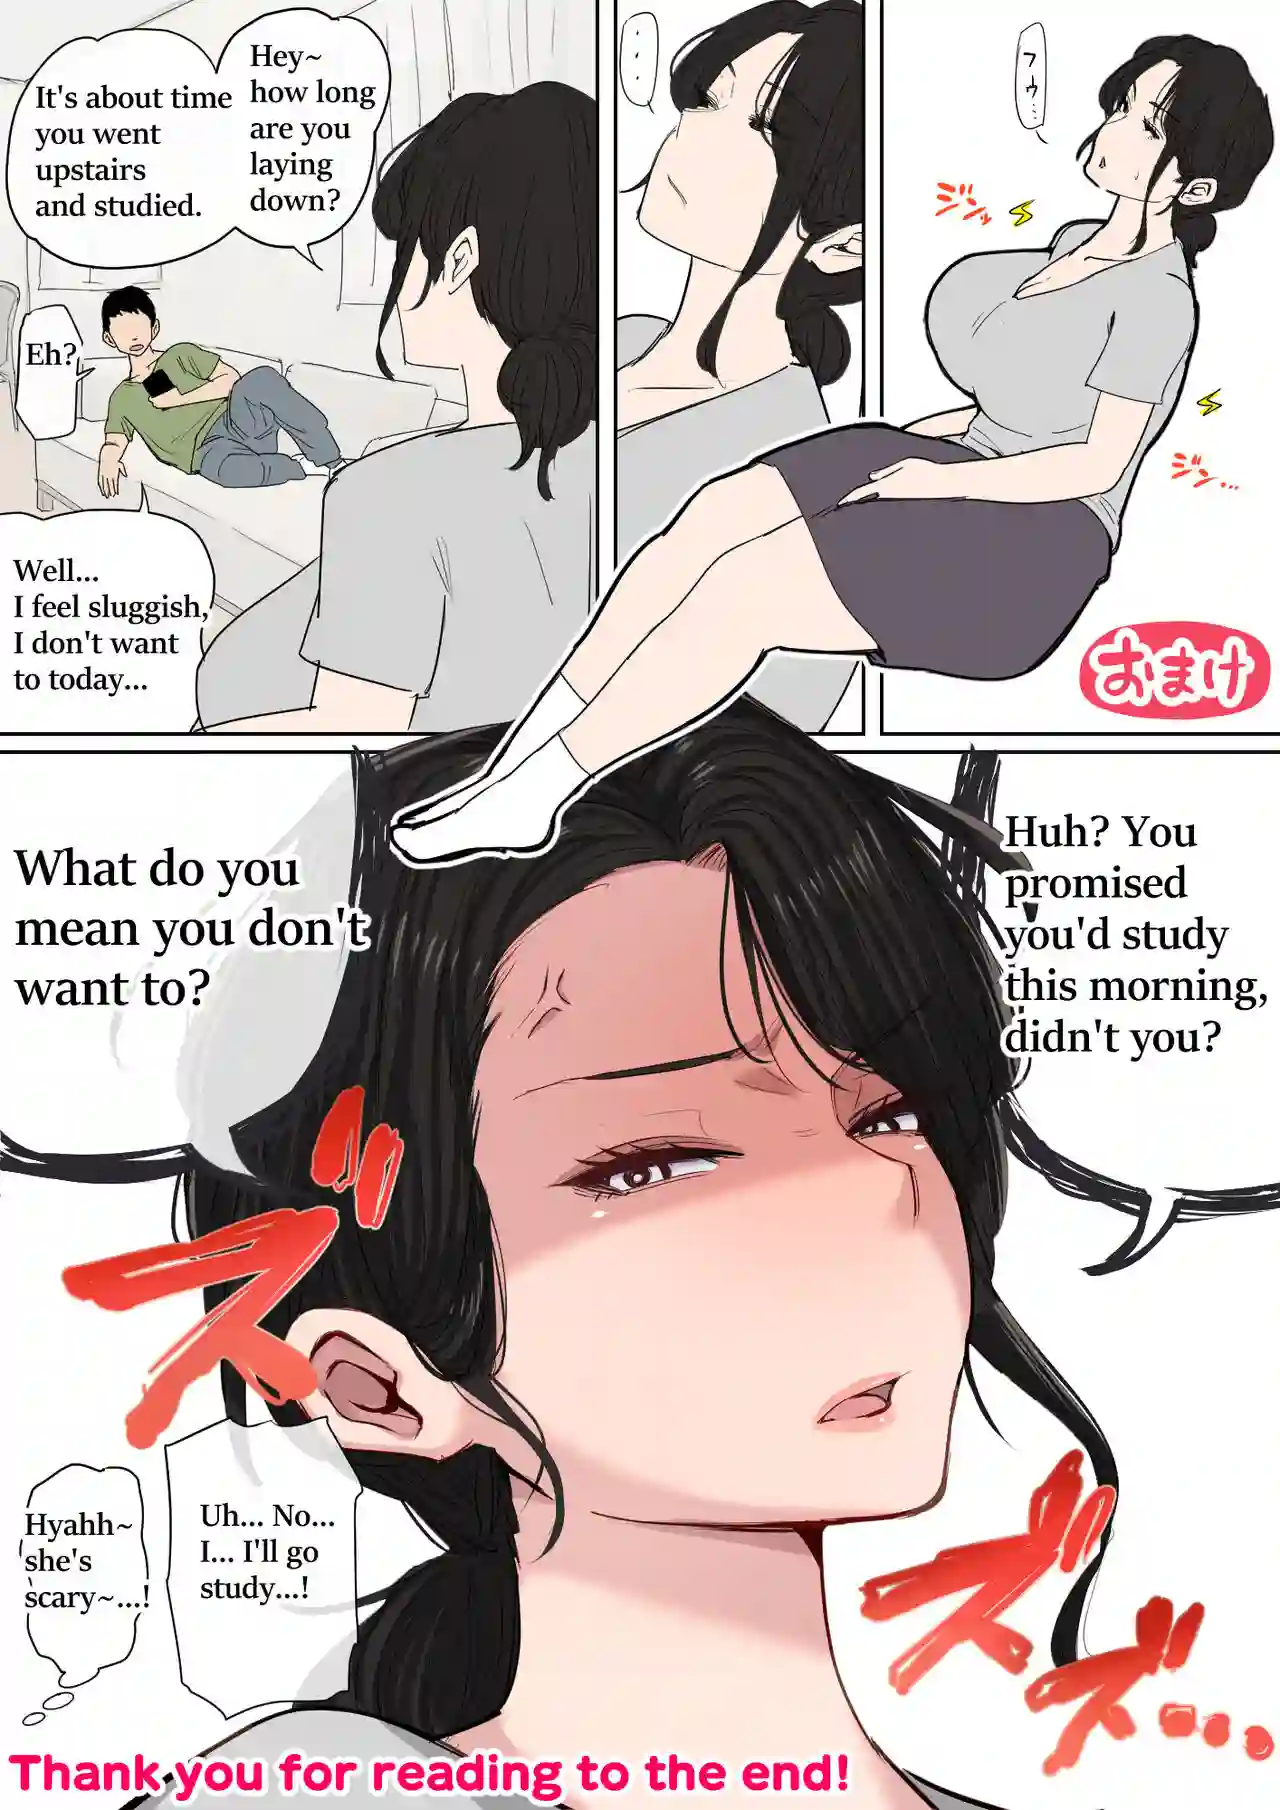 フゥ…
ジンッ
ジン…
おまけ
...
Hey~
how long
are you
laying
down?
It's about time
you went
upstairs
and studied.
Eh?
Well...
I feel sluggish,
I don't want
to today...
Huh? You
promised
you'd study
this morning,
didn't you?
What do you
mean you don't
want to?
ズ
ズズ...
Uh... No...
I... I'll go
study...!
Hyahh~
she's
scary~...!
Thank you for reading to the end!